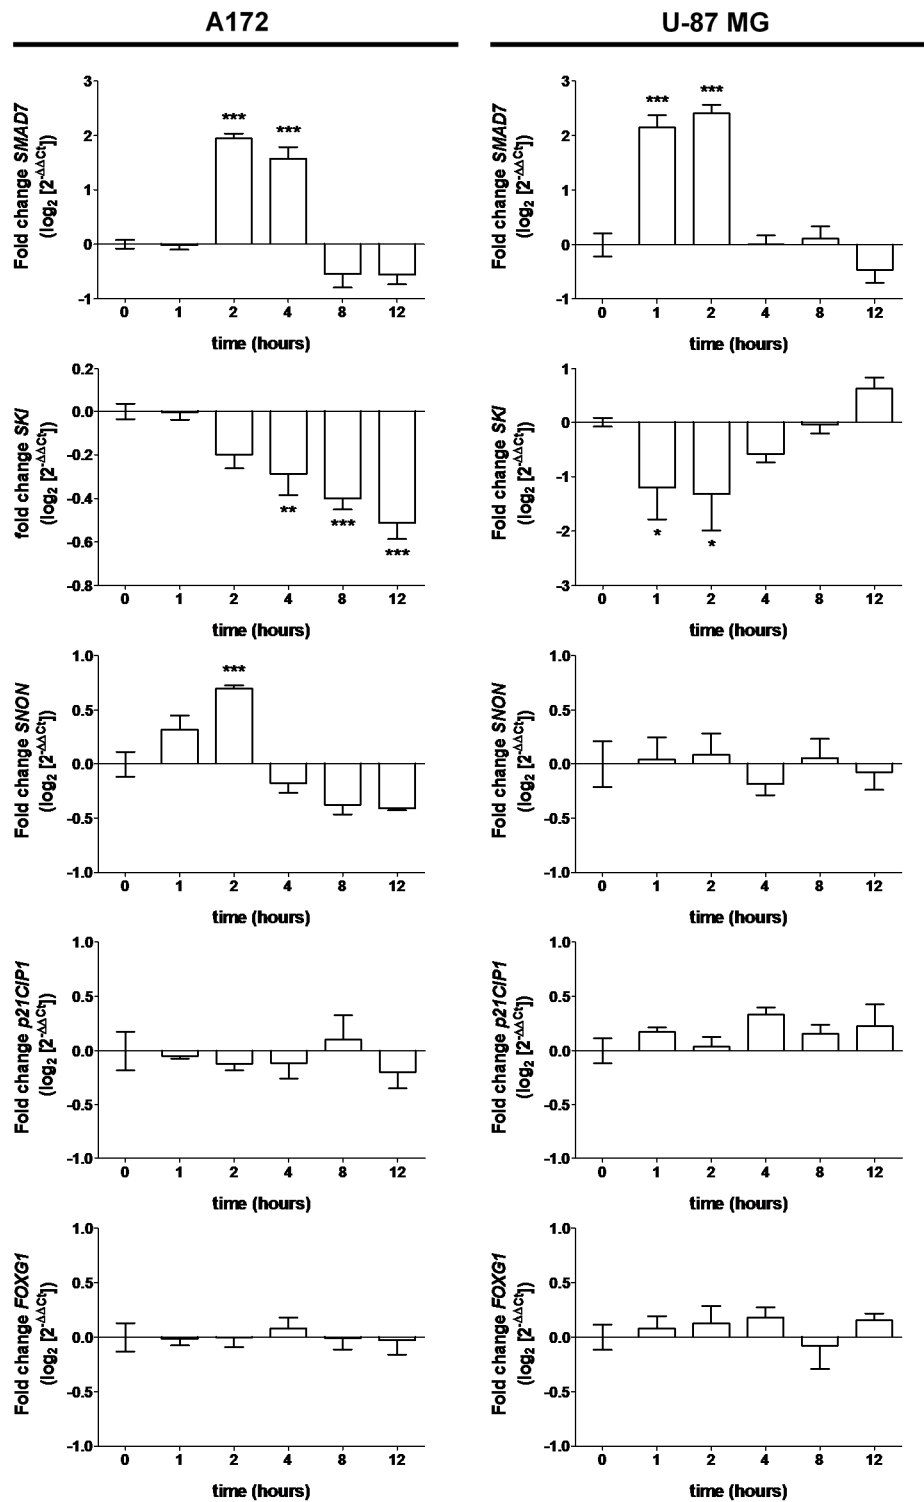 A172
U-87 MG
Fold change SMAD7
(log₂ [2^-ΔΔCt])
3
2
1
0
-1
***
***
0 1 2 4 8 12
time (hours)
Fold change SMAD7
(log₂ [2^-ΔΔCt])
3
2
1
0
-1
***
***
0 1 2 4 8 12
time (hours)
fold change SKI
(log₂ [2^-ΔΔCt])
0.2
0.0
-0.2
-0.4
-0.6
-0.8
**
***
***
0 1 2 4 8 12
time (hours)
Fold change SKI
(log₂ [2^-ΔΔCt])
1
0
-1
-2
-3
*
*
0 1 2 4 8 12
time (hours)
Fold change SNON
(log₂ [2^-ΔΔCt])
1.0
0.5
0.0
-0.5
-1.0
***
0 1 2 4 8 12
time (hours)
Fold change SNON
(log₂ [2^-ΔΔCt])
1.0
0.5
0.0
-0.5
-1.0
0 1 2 4 8 12
time (hours)
Fold change p21CIP1
(log₂ [2^-ΔΔCt])
1.0
0.5
0.0
-0.5
-1.0
0 1 2 4 8 12
time (hours)
Fold change p21CIP1
(log₂ [2^-ΔΔCt])
1.0
0.5
0.0
-0.5
-1.0
0 1 2 4 8 12
time (hours)
Fold change FOXG1
(log₂ [2^-ΔΔCt])
1.0
0.5
0.0
-0.5
-1.0
0 1 2 4 8 12
time (hours)
Fold change FOXG1
(log₂ [2^-ΔΔCt])
1.0
0.5
0.0
-0.5
-1.0
0 1 2 4 8 12
time (hours)